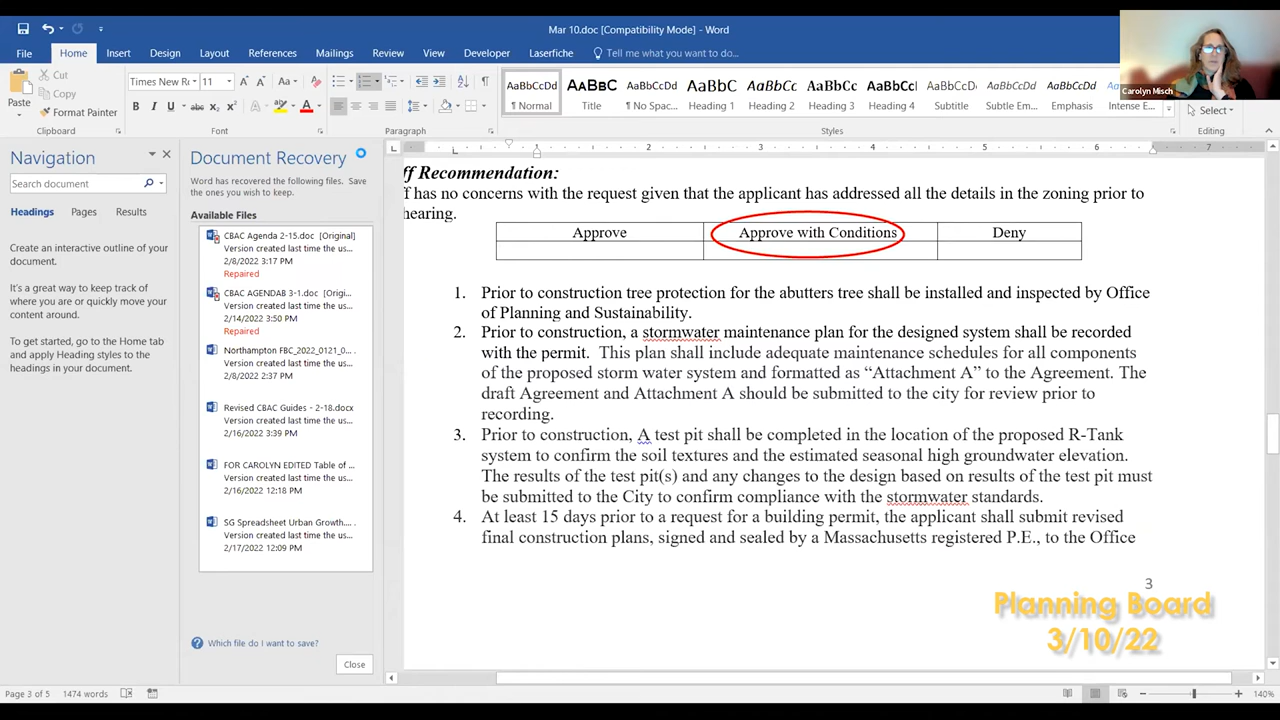 Mar 10.doc [Compatibility Mode] - Word
File Home Insert Design Layout References Mailings Review View Developer Laserfiche Tell me what you want to do...
Carolyn Misch
Paste
Cut
Copy
Format Painter
Clipboard
Times New Ro 11
Font
Paragraph
AaBbCcDd AaBbC AaBbCcDd AaBbC AaBbCc AaBbCc AaBbCc AaBbCcDd AaBbCcDd AaBbCcDd AaBbCcDd
¶ Normal Title ¶ No Spac... Heading 1 Heading 2 Heading 3 Heading 4 Subtitle Subtle Em... Emphasis Intense E...
Styles
Select
Editing
Navigation
Search document
Headings Pages Results
Create an interactive outline of your
document.
It's a great way to keep track of
where you are or quickly move your
content around.
To get started, go to the Home tab
and apply Heading styles to the
headings in your document.
Document Recovery
Word has recovered the following files. Save
the ones you wish to keep.
Available Files
CBAC Agenda 2-15.doc [Original]
Version created last time the us...
2/8/2022 3:17 PM
Repaired
CBAC AGENDAB 3-1.doc [Origi...
Version created last time the us...
2/14/2022 3:50 PM
Repaired
Northampton FBC_2022_0121_0...
Version created last time the us...
2/8/2022 2:37 PM
Revised CBAC Guides - 2-18.docx
Version created last time the us...
2/16/2022 3:39 PM
FOR CAROLYN EDITED Table of ...
Version created last time the us...
2/16/2022 12:18 PM
SG Spreadsheet Urban Growth....
Version created last time the us...
2/17/2022 12:09 PM
Which file do I want to save?
Close
1 2 3 4 5 6 7
ff Recommendation:
f has no concerns with the request given that the applicant has addressed all the details in the zoning prior to
hearing.
Approve Approve with Conditions Deny
1. Prior to construction tree protection for the abutters tree shall be installed and inspected by Office
of Planning and Sustainability.
2. Prior to construction, a stormwater maintenance plan for the designed system shall be recorded
with the permit. This plan shall include adequate maintenance schedules for all components
of the proposed storm water system and formatted as “Attachment A” to the Agreement. The
draft Agreement and Attachment A should be submitted to the city for review prior to
recording.
3. Prior to construction, A test pit shall be completed in the location of the proposed R-Tank
system to confirm the soil textures and the estimated seasonal high groundwater elevation.
The results of the test pit(s) and any changes to the design based on results of the test pit must
be submitted to the City to confirm compliance with the stormwater standards.
4. At least 15 days prior to a request for a building permit, the applicant shall submit revised
final construction plans, signed and sealed by a Massachusetts registered P.E., to the Office
3
Planning Board
3/10/22
Page 3 of 5 1474 words
140%